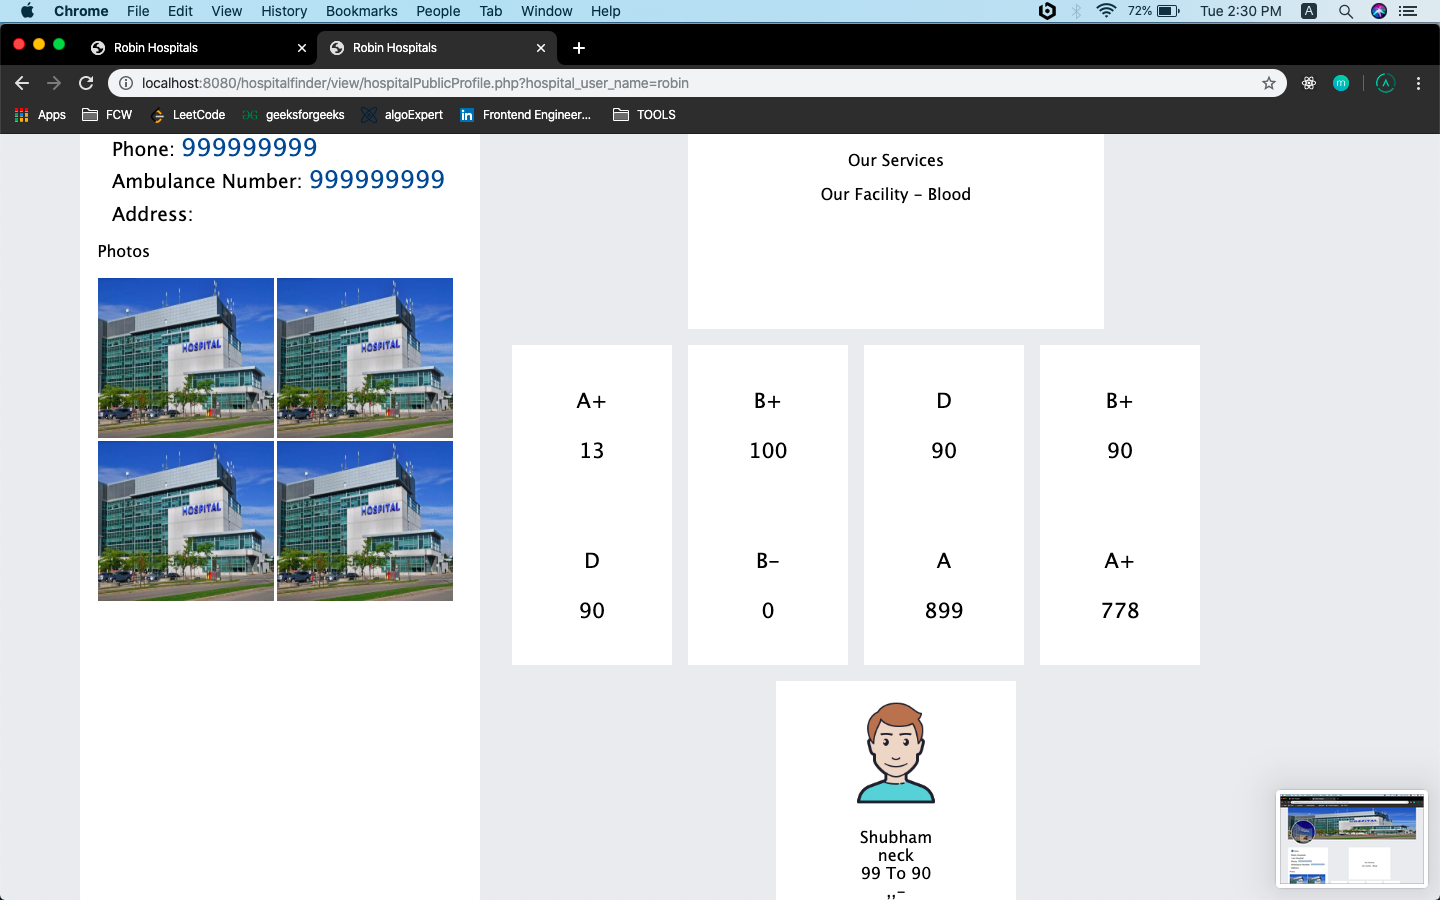 Chrome File Edit View History Bookmarks People Tab Window Help 72% Tue 2:30 PM A
Robin Hospitals Robin Hospitals
localhost:8080/hospitalfinder/view/hospitalPublicProfile.php?hospital_user_name=robin
Apps FCW LeetCode geeksforgeeks algoExpert Frontend Engineer... TOOLS
Phone: 999999999
Ambulance Number: 999999999
Address:
Photos
HOSPITAL HOSPITAL
HOSPITAL HOSPITAL
Our Services
Our Facility - Blood
A+ B+ D B+
13 100 90 90
D B- A A+
90 0 899 778
Shubham
neck
99 To 90
,,-